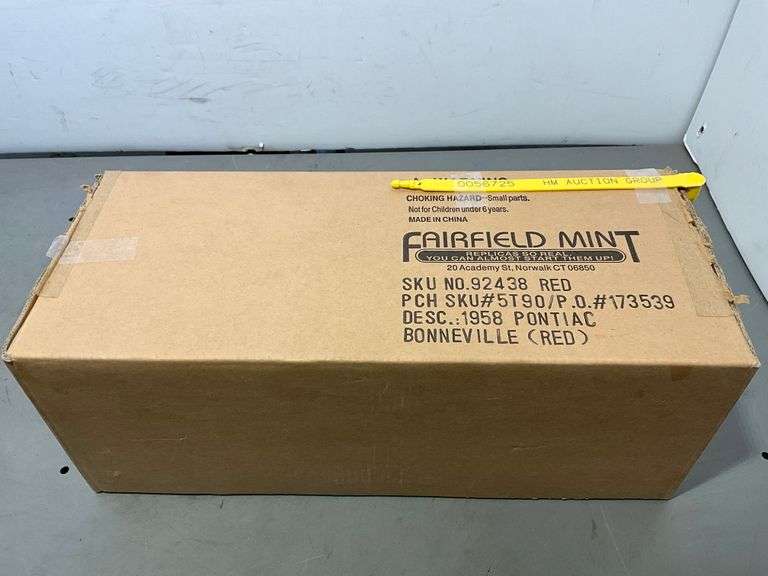 0056725 HM AUCTION GROUP
CHOKING HAZARD-Small parts.
Not for Children under 6 years.
MADE IN CHINA
FAIRFIELD MINT
REPLICAS SO REAL,
YOU CAN ALMOST START THEM UP!
20 Academy St, Norwalk CT 06850
SKU NO.92438 RED
PCH SKU#5T90/P.O.#173539
DESC.:1958 PONTIAC
BONNEVILLE (RED)